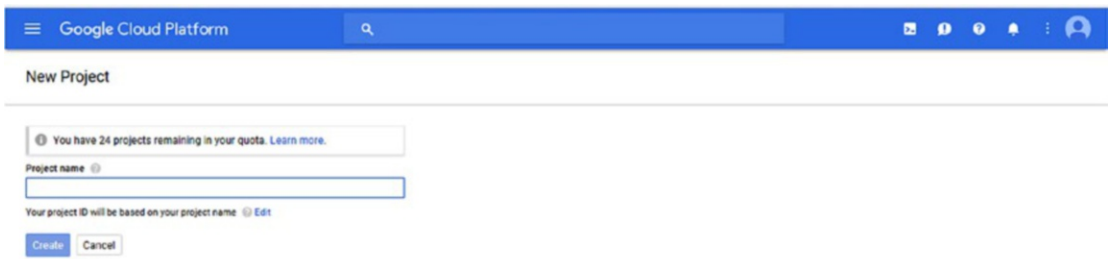 Google Cloud Platform
New Project
You have 24 projects remaining in your quota. Learn more.
Project name
Your project ID will be based on your project name Edit
Create Cancel